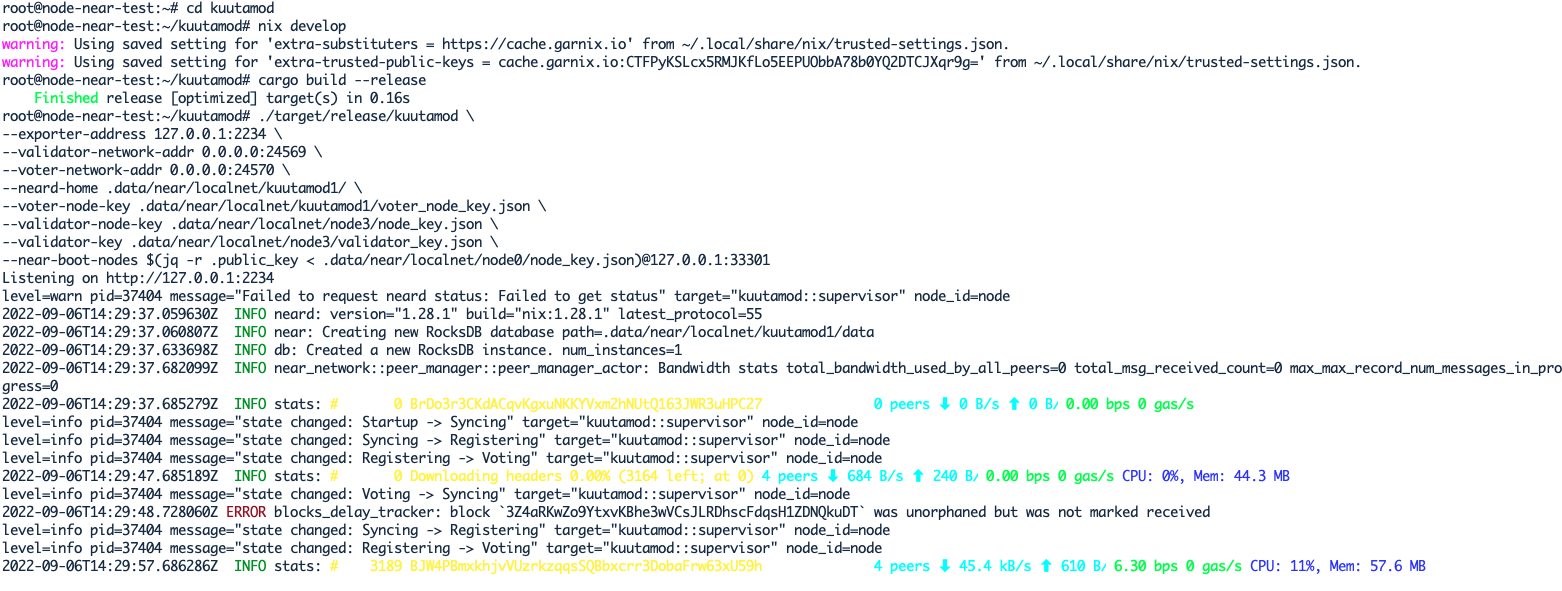 root@node-near-test:~# cd kuutamod
root@node-near-test:~/kuutamod# nix develop
warning: Using saved setting for 'extra-substituters = https://cache.garnix.io' from ~/.local/share/nix/trusted-settings.json.
warning: Using saved setting for 'extra-trusted-public-keys = cache.garnix.io:CTFPyKSLcx5RMJKfLo5EEPUObbA78b0YQ2DTCJXqr9g=' from ~/.local/share/nix/trusted-settings.json.
root@node-near-test:~/kuutamod# cargo build --release
Finished release [optimized] target(s) in 0.16s
root@node-near-test:~/kuutamod# ./target/release/kuutamod \
--exporter-address 127.0.0.1:2234 \
--validator-network-addr 0.0.0.0:24569 \
--voter-network-addr 0.0.0.0:24570 \
--neard-home .data/near/localnet/kuutamod1/ \
--voter-node-key .data/near/localnet/kuutamod1/voter_node_key.json \
--validator-node-key .data/near/localnet/node3/node_key.json \
--validator-key .data/near/localnet/node3/validator_key.json \
--near-boot-nodes $(jq -r .public_key < .data/near/localnet/node0/node_key.json)@127.0.0.1:33301
Listening on http://127.0.0.1:2234
level=warn pid=37404 message="Failed to request neard status: Failed to get status" target="kuutamod::supervisor" node_id=node
2022-09-06T14:29:37.059630Z  INFO neard: version="1.28.1" build="nix:1.28.1" latest_protocol=55
2022-09-06T14:29:37.060807Z  INFO near: Creating new RocksDB database path=.data/near/localnet/kuutamod1/data
2022-09-06T14:29:37.633698Z  INFO db: Created a new RocksDB instance. num_instances=1
2022-09-06T14:29:37.682099Z  INFO near_network::peer_manager::peer_manager_actor: Bandwidth stats total_bandwidth_used_by_all_peers=0 total_msg_received_count=0 max_max_record_num_messages_in_pro
gress=0
2022-09-06T14:29:37.685279Z  INFO stats: #       0 BrDo3r3CKdACqvKgxuNKKYVxm2hNUtQ163JWR3uHPC27              0 peers ⬇ 0 B/s ⬆ 0 B/ 0.00 bps 0 gas/s
level=info pid=37404 message="state changed: Startup -> Syncing" target="kuutamod::supervisor" node_id=node
level=info pid=37404 message="state changed: Syncing -> Registering" target="kuutamod::supervisor" node_id=node
level=info pid=37404 message="state changed: Registering -> Voting" target="kuutamod::supervisor" node_id=node
2022-09-06T14:29:47.685189Z  INFO stats: #       0 Downloading headers 0.00% (3164 left; at 0) 4 peers ⬇ 684 B/s ⬆ 240 B/ 0.00 bps 0 gas/s CPU: 0%, Mem: 44.3 MB
level=info pid=37404 message="state changed: Voting -> Syncing" target="kuutamod::supervisor" node_id=node
2022-09-06T14:29:48.728060Z ERROR blocks_delay_tracker: block `3Z4aRKwZo9YtxvKBhe3wVCsJLRDhscFdqsH1ZDNQkuDT` was unorphaned but was not marked received
level=info pid=37404 message="state changed: Syncing -> Registering" target="kuutamod::supervisor" node_id=node
level=info pid=37404 message="state changed: Registering -> Voting" target="kuutamod::supervisor" node_id=node
2022-09-06T14:29:57.686286Z  INFO stats: #    3189 BJW4PBmxkhjvVUzrkzqqsSQBbxcrr3DobaFrw63xU59h              4 peers ⬇ 45.4 kB/s ⬆ 610 B/ 6.30 bps 0 gas/s CPU: 11%, Mem: 57.6 MB